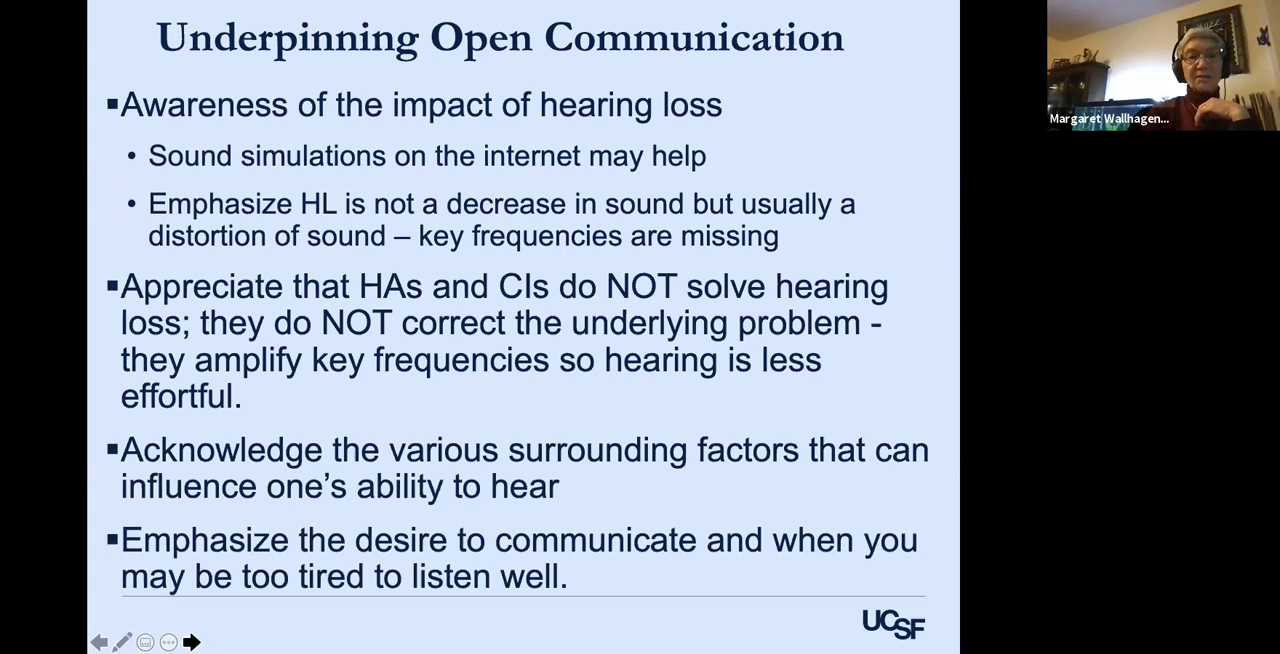 Underpinning Open Communication
▪Awareness of the impact of hearing loss
• Sound simulations on the internet may help
• Emphasize HL is not a decrease in sound but usually a
distortion of sound – key frequencies are missing
▪Appreciate that HAs and CIs do NOT solve hearing
loss; they do NOT correct the underlying problem -
they amplify key frequencies so hearing is less
effortful.
▪Acknowledge the various surrounding factors that can
influence one’s ability to hear
▪Emphasize the desire to communicate and when you
may be too tired to listen well.
UCSF
Margaret Wallhagen...